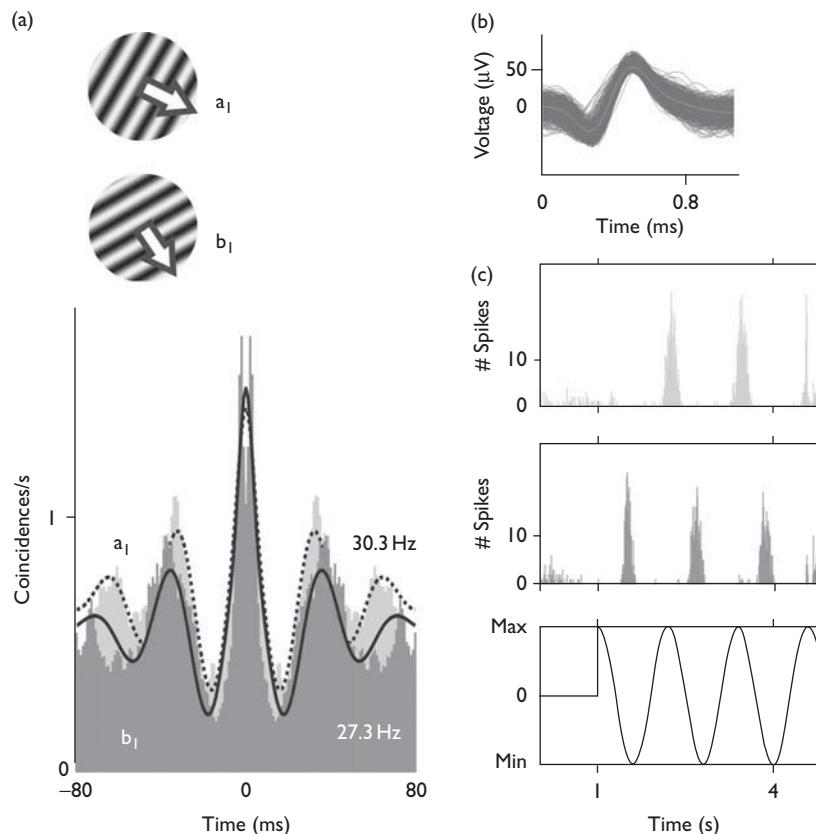 (a)
a1
b1
Coincidences/s
1
0
a1
30.3 Hz
b1
27.3 Hz
−80
0
80
Time (ms)
(b)
Voltage (μV)
50
0
0
0.8
Time (ms)
(c)
# Spikes
10
0
# Spikes
10
0
Max
0
Min
1
4
Time (s)